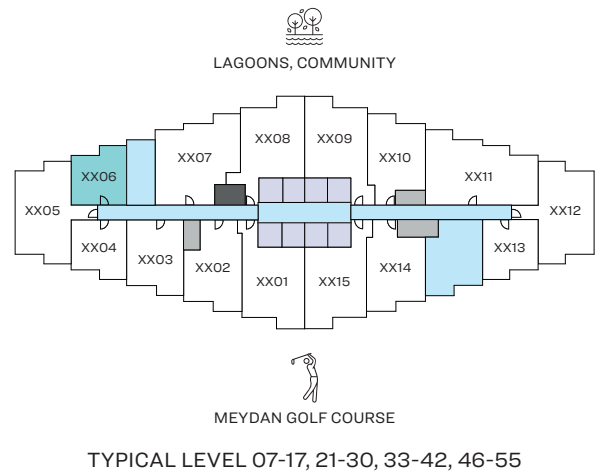 LAGOONS, COMMUNITY
XX08
XX09
XX07
XX10
XX06
XX11
XX05
XX12
XX04
XX03
XX02
XX01
XX15
XX14
XX13
MEYDAN GOLF COURSE
TYPICAL LEVEL 07-17, 21-30, 33-42, 46-55